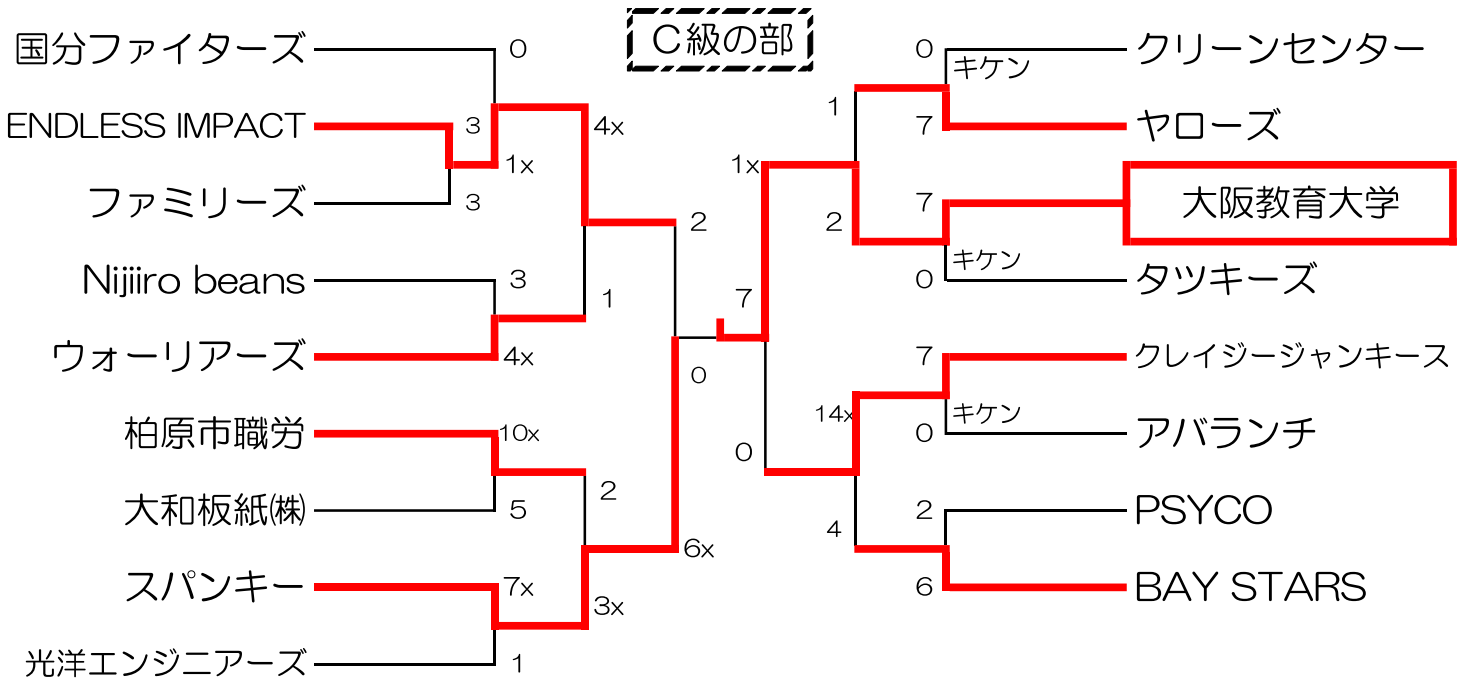 C級の部
国分ファイターズ
0
ENDLESS IMPACT
3
4x
1x
ファミリーズ
3
2
Nijiiro beans
3
1
ウォーリアーズ
4x
0
柏原市職労
10x
2
大和板紙㈱
5
6x
スパンキー
7x
3x
光洋エンジニアーズ
1
0
キケン
クリーンセンター
1
7
ヤローズ
1x
7
大阪教育大学
2
キケン
0
タツキーズ
7
7
クレイジージャンキース
14x
キケン
0
アバランチ
0
2
PSYCO
4
6
BAY STARS